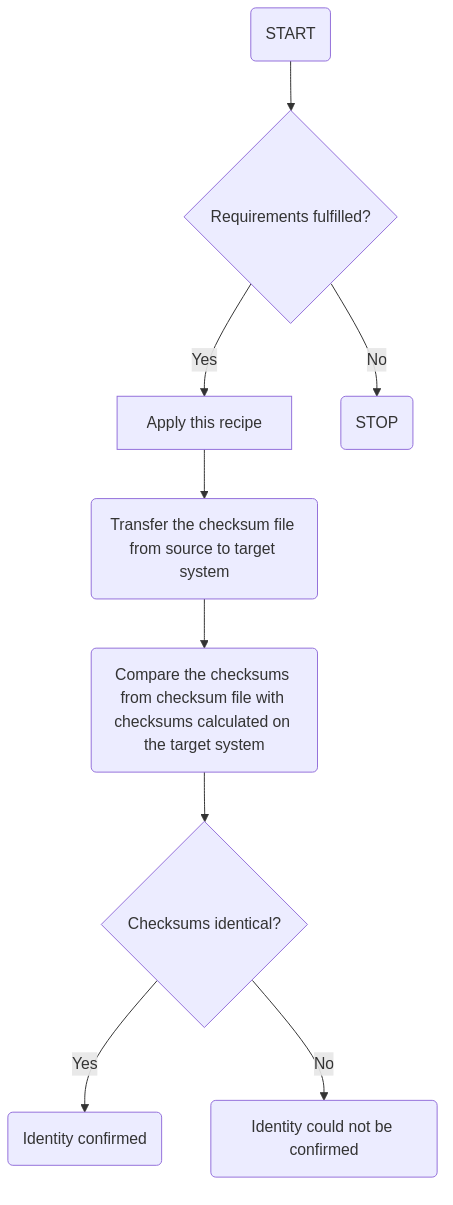 START
Requirements fulfilled?
Yes
No
Apply this recipe
STOP
Transfer the checksum file
from source to target
system
Compare the checksums
from checksum file with
checksums calculated on
the target system
Checksums identical?
Yes
No
Identity confirmed
Identity could not be
confirmed